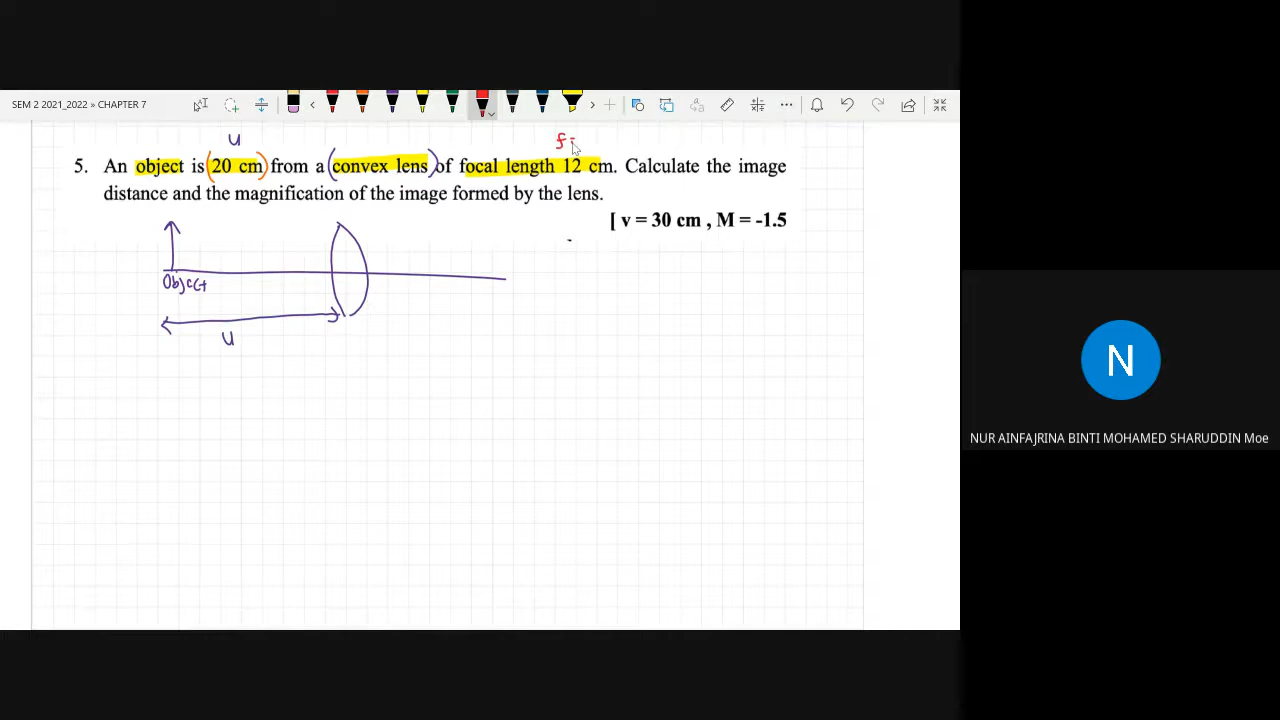 SEM 2 2021_2022 » CHAPTER 7
u
f=
5. An object is (20 cm) from a (convex lens) of focal length 12 cm. Calculate the image
distance and the magnification of the image formed by the lens.
[ v = 30 cm , M = -1.5
Object
u
N
NUR AINFAJRINA BINTI MOHAMED SHARUDDIN Moe